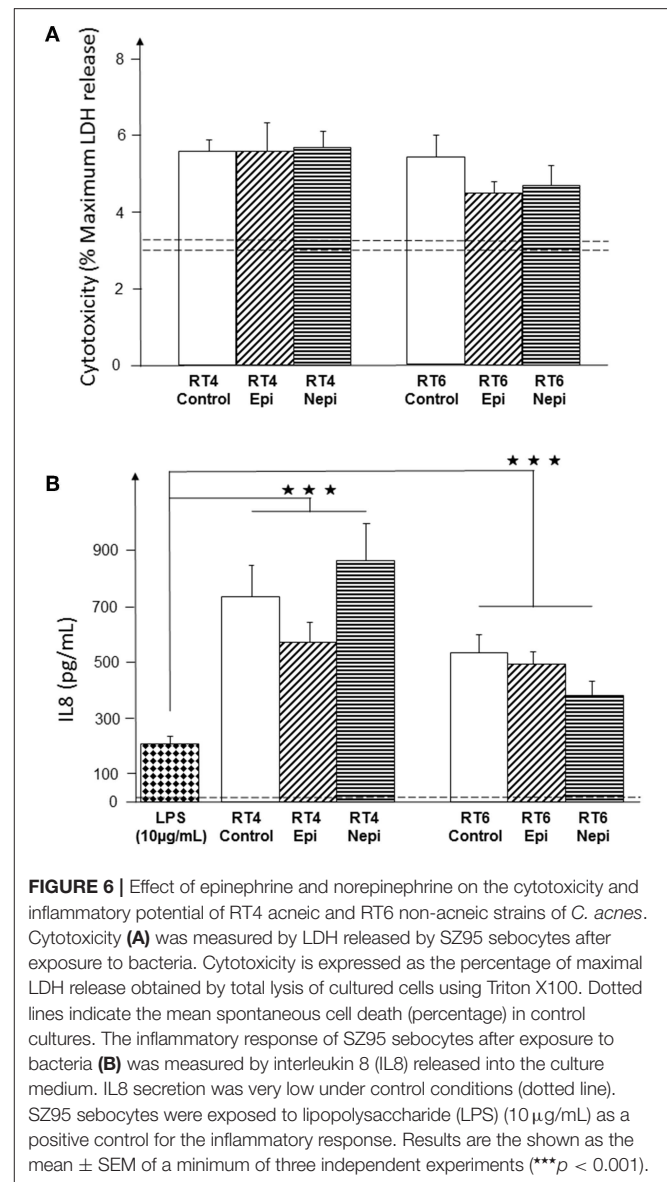 A
Cytotoxicity (% Maximum LDH release)
8
6
4
2
0
RT4 Control
RT4 Epi
RT4 Nepi
RT6 Control
RT6 Epi
RT6 Nepi
B
★ ★ ★
★ ★ ★
IL8 (pg/mL)
900
700
500
300
100
0
LPS (10µg/mL)
RT4 Control
RT4 Epi
RT4 Nepi
RT6 Control
RT6 Epi
RT6 Nepi
FIGURE 6 | Effect of epinephrine and norepinephrine on the cytotoxicity and
inflammatory potential of RT4 acneic and RT6 non-acneic strains of C. acnes.
Cytotoxicity (A) was measured by LDH released by SZ95 sebocytes after
exposure to bacteria. Cytotoxicity is expressed as the percentage of maximal
LDH release obtained by total lysis of cultured cells using Triton X100. Dotted
lines indicate the mean spontaneous cell death (percentage) in control
cultures. The inflammatory response of SZ95 sebocytes after exposure to
bacteria (B) was measured by interleukin 8 (IL8) released into the culture
medium. IL8 secretion was very low under control conditions (dotted line).
SZ95 sebocytes were exposed to lipopolysaccharide (LPS) (10 µg/mL) as a
positive control for the inflammatory response. Results are the shown as the
mean ± SEM of a minimum of three independent experiments (***p < 0.001).